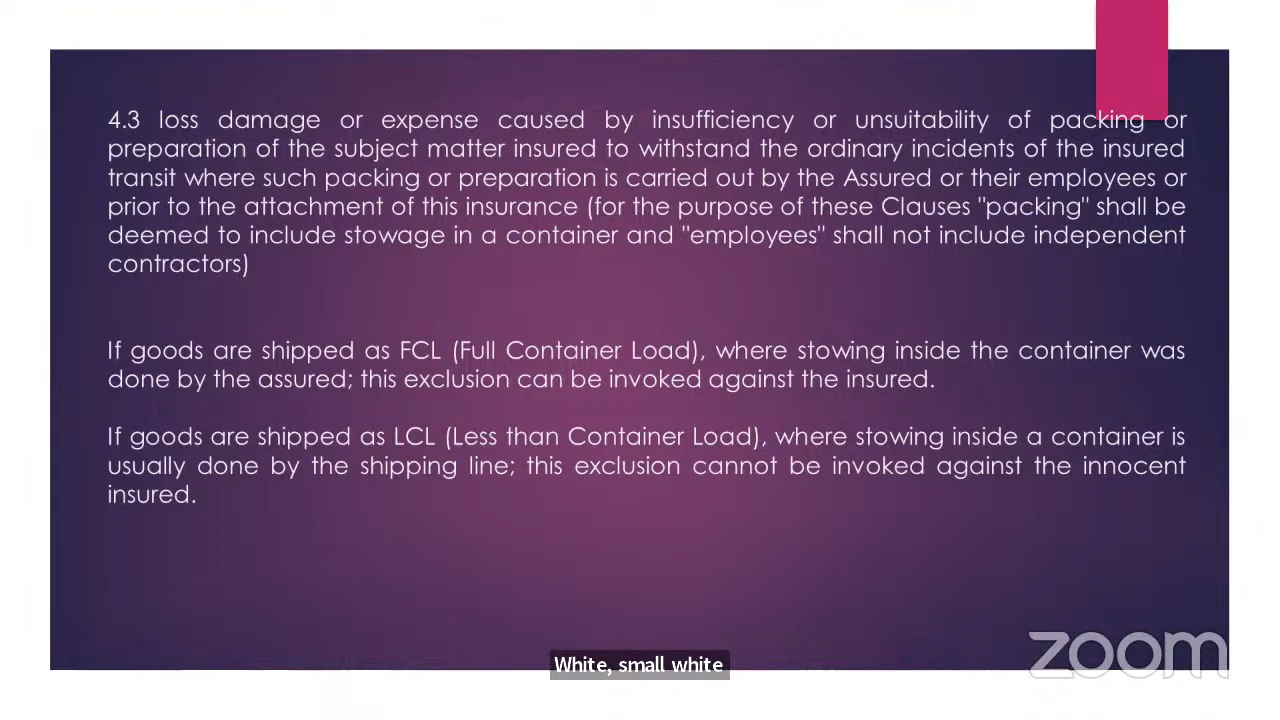 4.3 loss damage or expense caused by insufficiency or unsuitability of packing or
preparation of the subject matter insured to withstand the ordinary incidents of the insured
transit where such packing or preparation is carried out by the Assured or their employees or
prior to the attachment of this insurance (for the purpose of these Clauses "packing" shall be
deemed to include stowage in a container and "employees" shall not include independent
contractors)
If goods are shipped as FCL (Full Container Load), where stowing inside the container was
done by the assured; this exclusion can be invoked against the insured.
If goods are shipped as LCL (Less than Container Load), where stowing inside a container is
usually done by the shipping line; this exclusion cannot be invoked against the innocent
insured.
zoom
White, small white